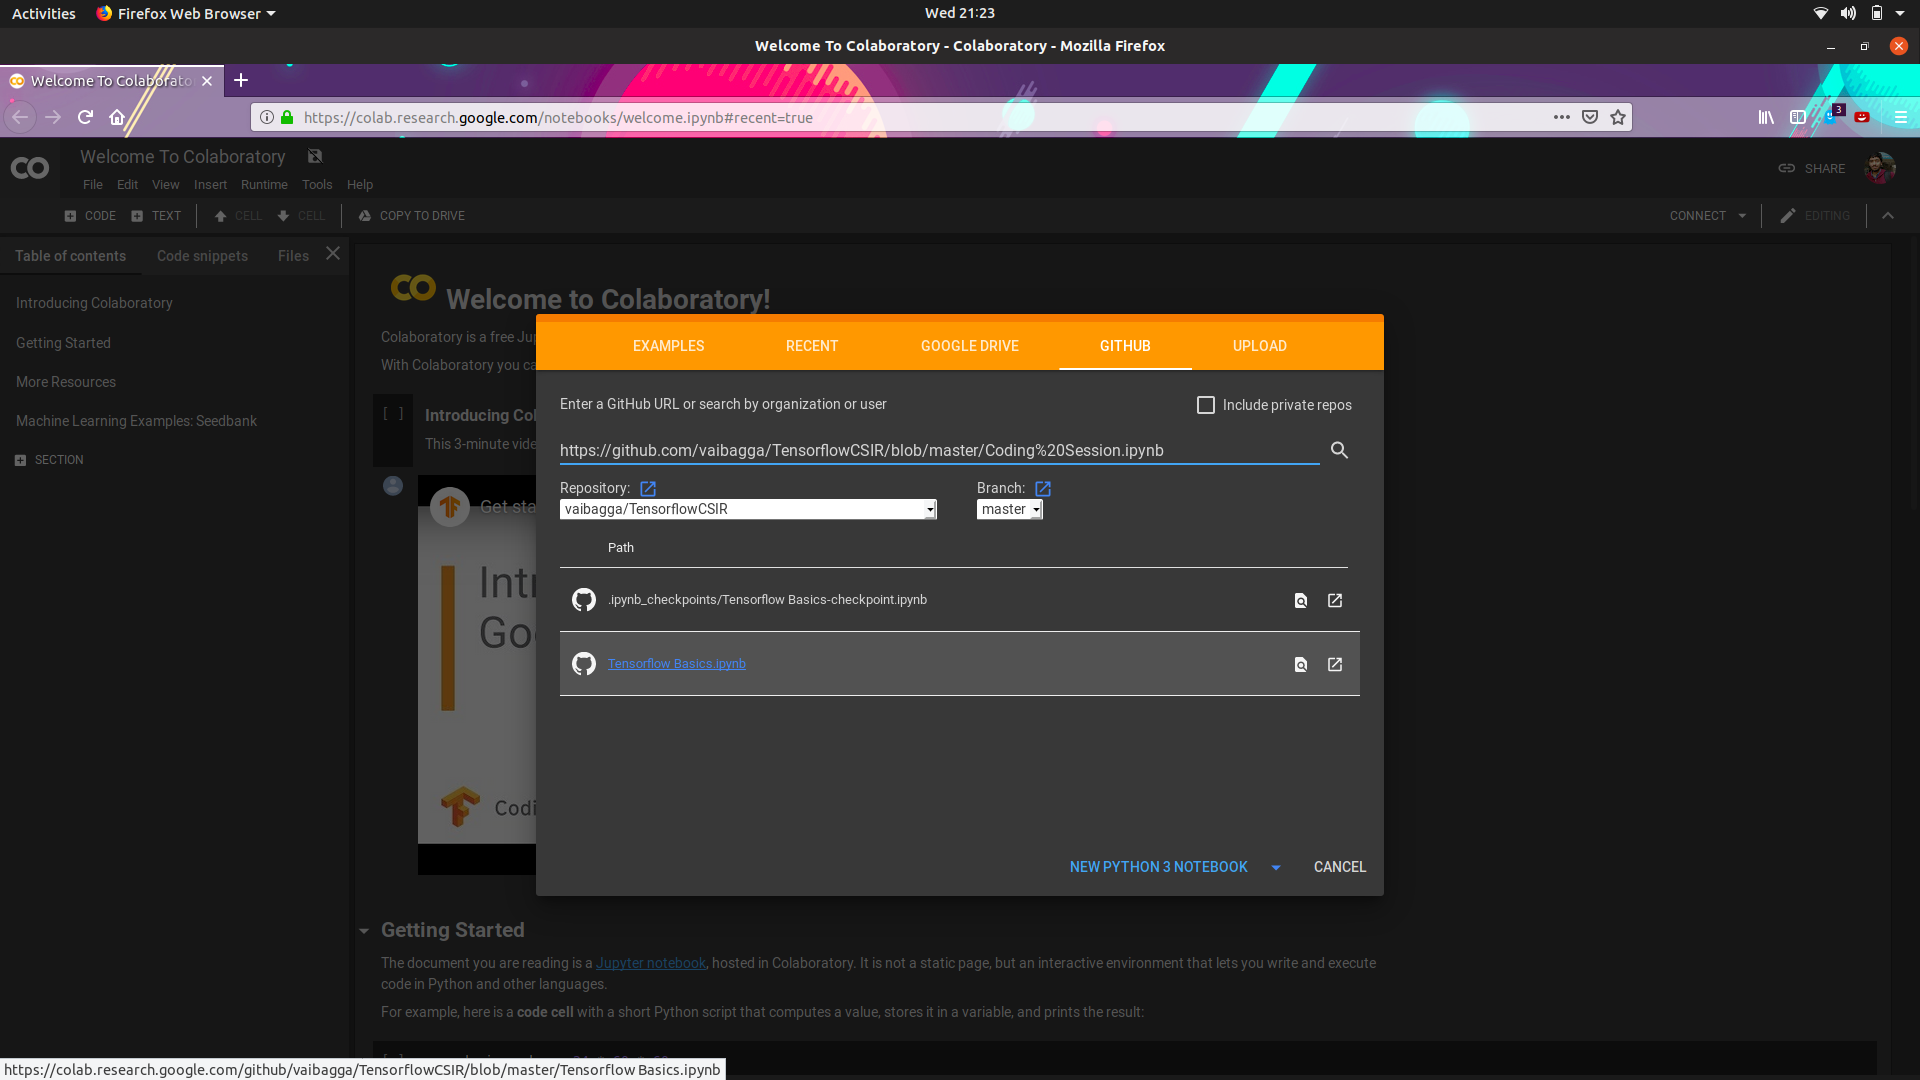 Activities Firefox Web Browser Wed 21:23
Welcome To Colaboratory - Colaboratory - Mozilla Firefox
Welcome To Colaborato
https://colab.research.google.com/notebooks/welcome.ipynb#recent=true
3
Welcome To Colaboratory
SHARE
File Edit View Insert Runtime Tools Help
CODE TEXT CELL CELL COPY TO DRIVE CONNECT EDITING
Table of contents Code snippets Files
Introducing Colaboratory
Getting Started
More Resources
Machine Learning Examples: Seedbank
SECTION
Welcome to Colaboratory!
Colaboratory is a free Ju
With Colaboratory you ca
[ ] Introducing Co
This 3-minute vide
Get sta
Intr
Goo
Codi
EXAMPLES RECENT GOOGLE DRIVE GITHUB UPLOAD
Enter a GitHub URL or search by organization or user
Include private repos
https://github.com/vaibagga/TensorflowCSIR/blob/master/Coding%20Session.ipynb
Repository: Branch:
vaibagga/TensorflowCSIR master
Path
.ipynb_checkpoints/Tensorflow Basics-checkpoint.ipynb
Tensorflow Basics.ipynb
NEW PYTHON 3 NOTEBOOK CANCEL
Getting Started
The document you are reading is a Jupyter notebook, hosted in Colaboratory. It is not a static page, but an interactive environment that lets you write and execute
code in Python and other languages.
For example, here is a code cell with a short Python script that computes a value, stores it in a variable, and prints the result:
https://colab.research.google.com/github/vaibagga/TensorflowCSIR/blob/master/Tensorflow Basics.ipynb